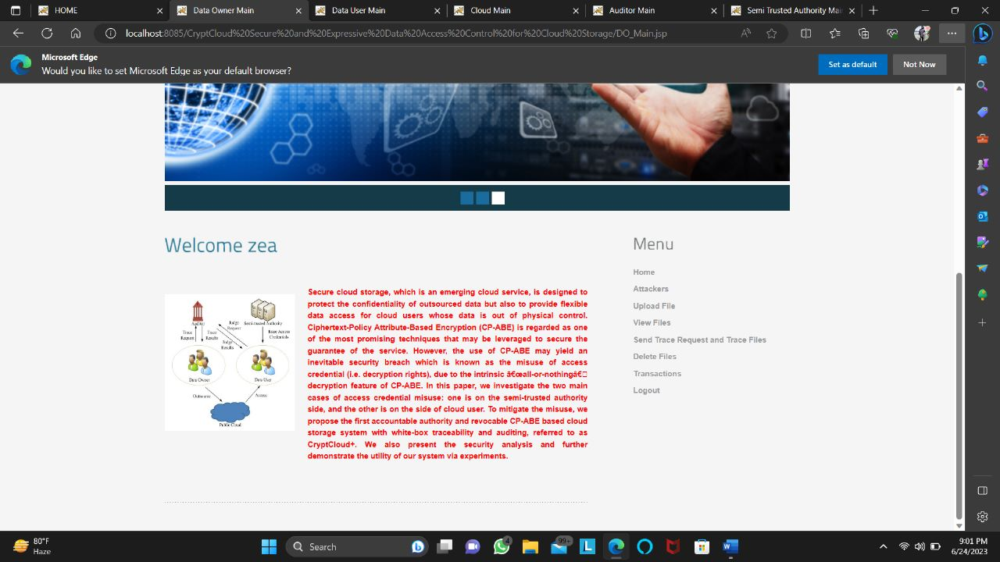 HOME
Data Owner Main
Data User Main
Cloud Main
Auditor Main
Semi Trusted Authority Mai
localhost:8085/CryptCloud%20Secure%20and%20Expressive%20Data%20Access%20Control%20for%20Cloud%20Storage/DO_Main.jsp
Microsoft Edge
Would you like to set Microsoft Edge as your default browser?
Set as default
Not Now
Welcome zea
Secure cloud storage, which is an emerging cloud service, is designed to
protect the confidentiality of outsourced data but also to provide flexible
data access for cloud users whose data is out of physical control.
Ciphertext-Policy Attribute-Based Encryption (CP-ABE) is regarded as one
of the most promising techniques that may be leveraged to secure the
guarantee of the service. However, the use of CP-ABE may yield an
inevitable security breach which is known as the misuse of access
credential (i.e. decryption rights), due to the intrinsic â€œall-or-nothingâ€□
decryption feature of CP-ABE. In this paper, we investigate the two main
cases of access credential misuse: one is on the semi-trusted authority
side, and the other is on the side of cloud user. To mitigate the misuse, we
propose the first accountable authority and revocable CP-ABE based cloud
storage system with white-box traceability and auditing, referred to as
CryptCloud+. We also present the security analysis and further
demonstrate the utility of our system via experiments.
Auditing
Semi-trusted Authority
Judge
Request
Trace
Request
Trace
Results
Judge
Results
Issue Access
Credentials
Data Owner
Data User
Outsource
Access
Public Cloud
Menu
Home
Attackers
Upload File
View Files
Send Trace Request and Trace Files
Delete Files
Transactions
Logout
80°F
Haze
Search
4
99+
9:01 PM
6/24/2023